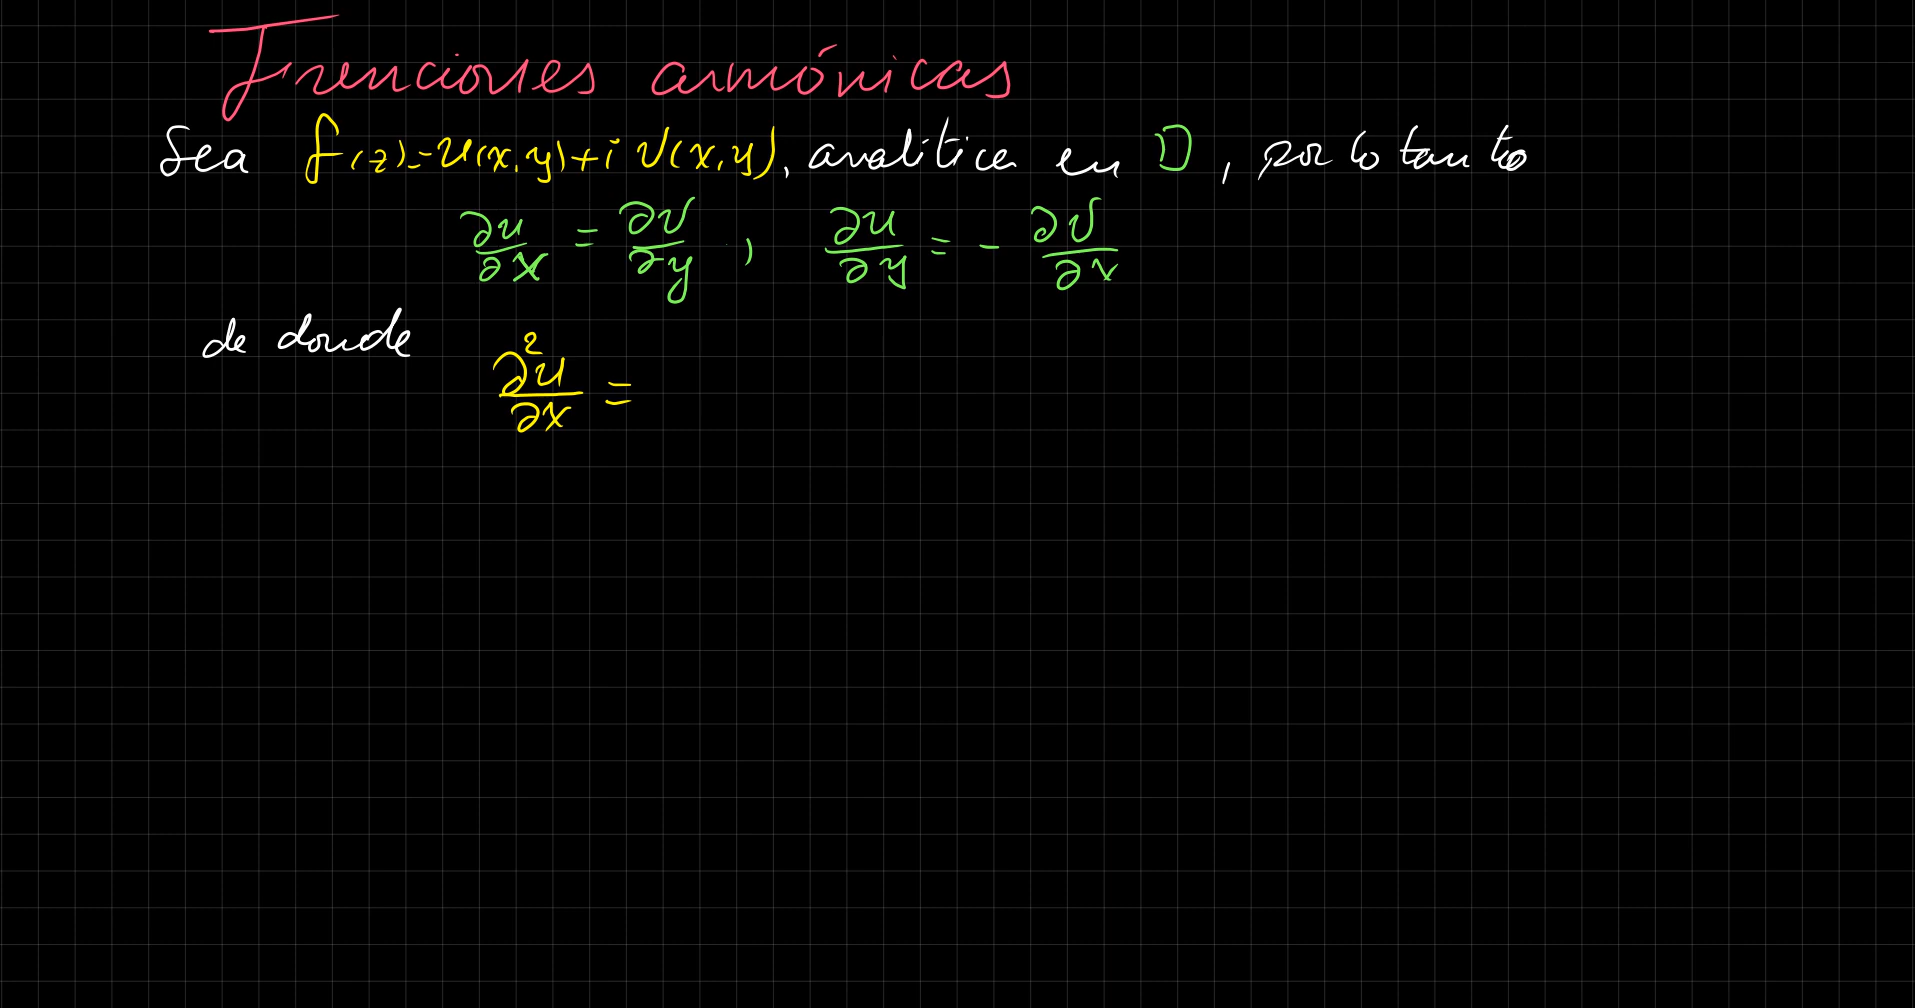 Funciones armónicas
Sea f(z)=u(x,y)+i v(x,y), analítica en D, por lo tanto
∂u/∂x = ∂v/∂y , ∂u/∂y = - ∂v/∂x
de donde
∂²u/∂x =